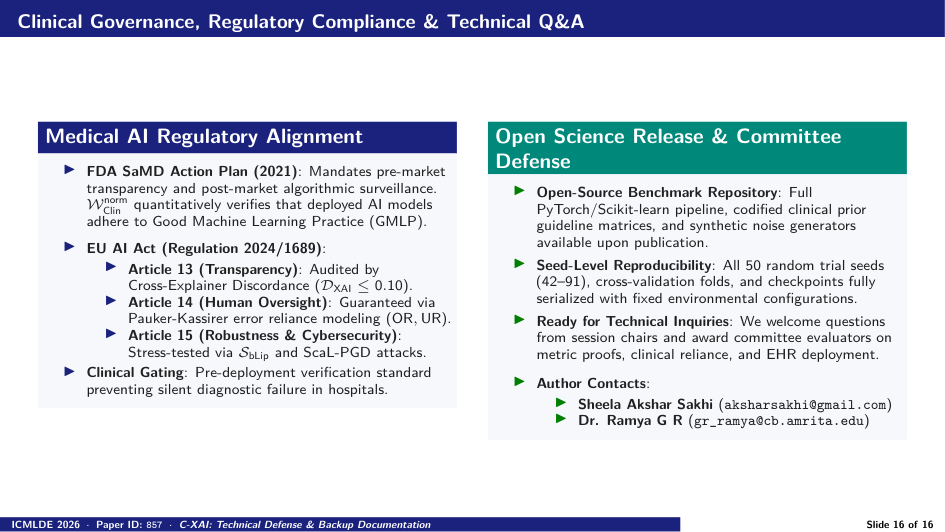 Clinical Governance, Regulatory Compliance & Technical Q&A
Medical AI Regulatory Alignment
▶ FDA SaMD Action Plan (2021): Mandates pre-market
transparency and post-market algorithmic surveillance.
𝒲_Clin^norm quantitatively verifies that deployed AI models
adhere to Good Machine Learning Practice (GMLP).
▶ EU AI Act (Regulation 2024/1689):
▶ Article 13 (Transparency): Audited by
Cross-Explainer Discordance (𝒟_XAI ≤ 0.10).
▶ Article 14 (Human Oversight): Guaranteed via
Pauker-Kassirer error reliance modeling (OR, UR).
▶ Article 15 (Robustness & Cybersecurity):
Stress-tested via 𝒮_bLip and ScaL-PGD attacks.
▶ Clinical Gating: Pre-deployment verification standard
preventing silent diagnostic failure in hospitals.
Open Science Release & Committee
Defense
▶ Open-Source Benchmark Repository: Full
PyTorch/Scikit-learn pipeline, codified clinical prior
guideline matrices, and synthetic noise generators
available upon publication.
▶ Seed-Level Reproducibility: All 50 random trial seeds
(42–91), cross-validation folds, and checkpoints fully
serialized with fixed environmental configurations.
▶ Ready for Technical Inquiries: We welcome questions
from session chairs and award committee evaluators on
metric proofs, clinical reliance, and EHR deployment.
▶ Author Contacts:
▶ Sheela Akshar Sakhi (aksharsakhi@gmail.com)
▶ Dr. Ramya G R (gr_ramya@cb.amrita.edu)
ICMLDE 2026 · Paper ID: 857 · C-XAI: Technical Defense & Backup Documentation
Slide 16 of 16